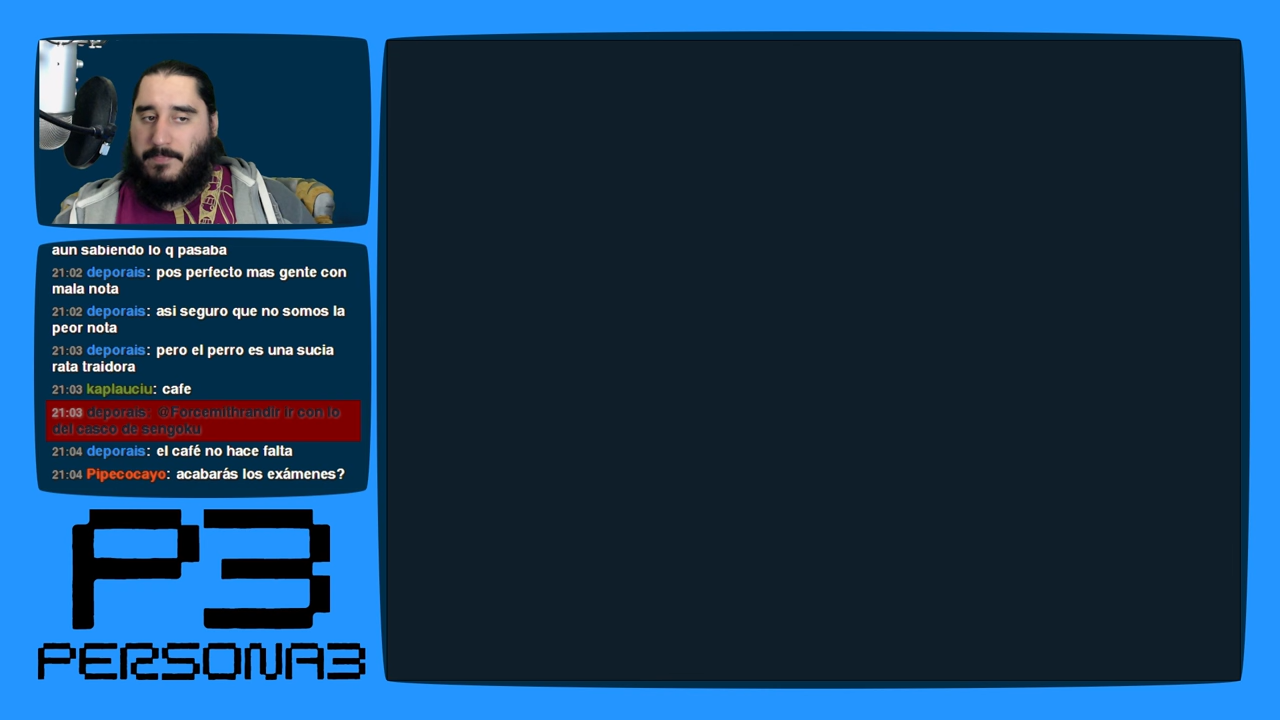 aun sabiendo lo q pasaba
21:02 deporais: pos perfecto mas gente con
mala nota
21:02 deporais: asi seguro que no somos la
peor nota
21:03 deporais: pero el perro es una sucia
rata traidora
21:03 kaplauciu: cafe
21:03 deporais: @Forcemithrandir ir con lo
del casco de sengoku
21:04 deporais: el café no hace falta
21:04 Pipecocayo: acabarás los exámenes?
P3
PERSONA3